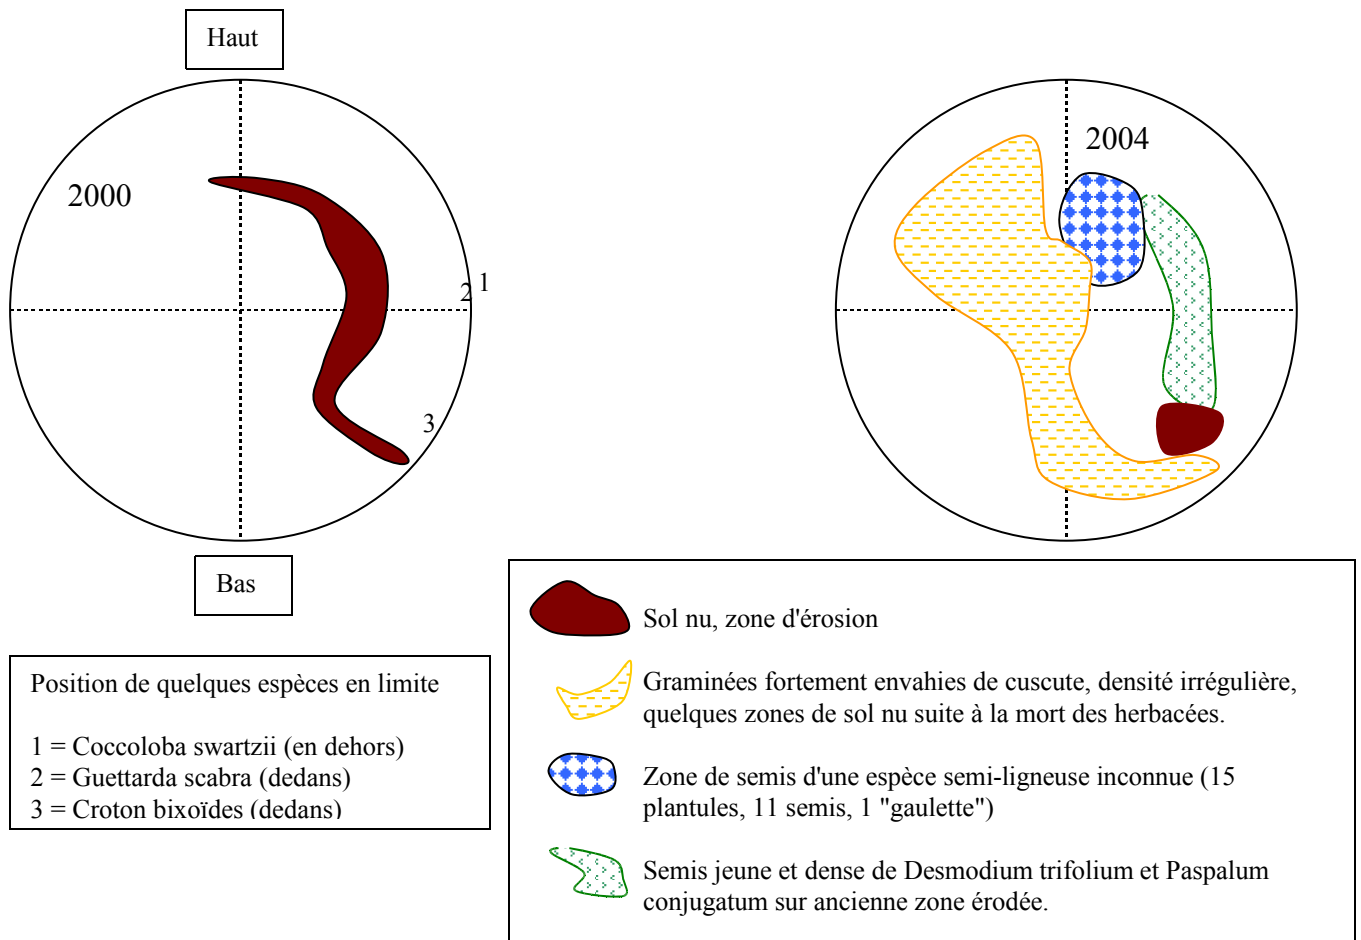 Haut
2000
2004
1
2
3
Bas
Position de quelques espèces en limite
1 = Coccoloba swartzii (en dehors)
2 = Guettarda scabra (dedans)
3 = Croton bixoïdes (dedans)
Sol nu, zone d'érosion
Graminées fortement envahies de cuscute, densité irrégulière,
quelques zones de sol nu suite à la mort des herbacées.
Zone de semis d'une espèce semi-ligneuse inconnue (15
plantules, 11 semis, 1 "gaulette")
Semis jeune et dense de Desmodium trifolium et Paspalum
conjugatum sur ancienne zone érodée.